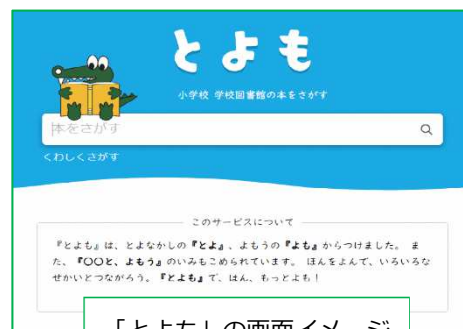 とよも
小学校 学校図書館の本をさがす
本をさがす
くわしくさがす
このサービスについて
『とよも』は、とよなかしの『とよ』、よもうの『よも』からつけました。 ま
た、『〇〇と、よもう』のいみもこめられています。 ほんをよんで、いろいろな
せかいとつながろう。『とよも』で、ほん、もっとよも！
「とよも」の画面イメージ